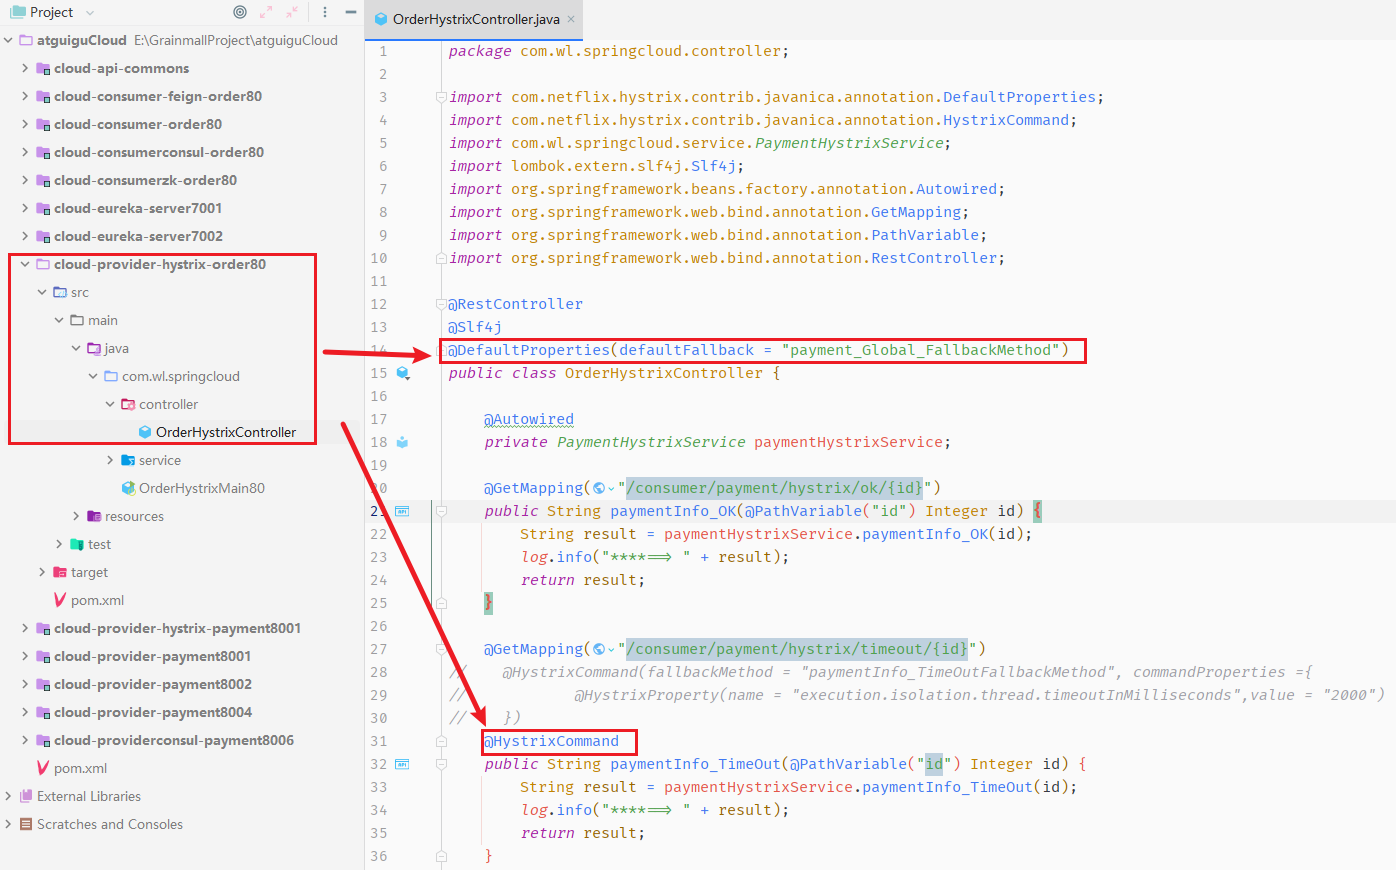 Project
atguiguCloud E:\GrainmallProject\atguiguCloud
cloud-api-commons
cloud-consumer-feign-order80
cloud-consumer-order80
cloud-consumerconsul-order80
cloud-consumerzk-order80
cloud-eureka-server7001
cloud-eureka-server7002
cloud-provider-hystrix-order80
src
main
java
com.wl.springcloud
controller
OrderHystrixController
service
OrderHystrixMain80
resources
test
target
pom.xml
cloud-provider-hystrix-payment8001
cloud-provider-payment8001
cloud-provider-payment8002
cloud-provider-payment8004
cloud-providerconsul-payment8006
pom.xml
External Libraries
Scratches and Consoles
OrderHystrixController.java
1 package com.wl.springcloud.controller;
2
3 import com.netflix.hystrix.contrib.javanica.annotation.DefaultProperties;
4 import com.netflix.hystrix.contrib.javanica.annotation.HystrixCommand;
5 import com.wl.springcloud.service.PaymentHystrixService;
6 import lombok.extern.slf4j.Slf4j;
7 import org.springframework.beans.factory.annotation.Autowired;
8 import org.springframework.web.bind.annotation.GetMapping;
9 import org.springframework.web.bind.annotation.PathVariable;
10 import org.springframework.web.bind.annotation.RestController;
11
12 @RestController
13 @Slf4j
14 @DefaultProperties(defaultFallback = "payment_Global_FallbackMethod")
15 public class OrderHystrixController {
16
17 @Autowired
18 private PaymentHystrixService paymentHystrixService;
19
20 @GetMapping("/consumer/payment/hystrix/ok/{id}")
21 public String paymentInfo_OK(@PathVariable("id") Integer id) {
22 String result = paymentHystrixService.paymentInfo_OK(id);
23 log.info("****==> " + result);
24 return result;
25 }
26
27 @GetMapping("/consumer/payment/hystrix/timeout/{id}")
28 // @HystrixCommand(fallbackMethod = "paymentInfo_TimeOutFallbackMethod", commandProperties ={
29 // @HystrixProperty(name = "execution.isolation.thread.timeoutInMilliseconds",value = "2000")
30 // })
31 @HystrixCommand
32 public String paymentInfo_TimeOut(@PathVariable("id") Integer id) {
33 String result = paymentHystrixService.paymentInfo_TimeOut(id);
34 log.info("****==> " + result);
35 return result;
36 }